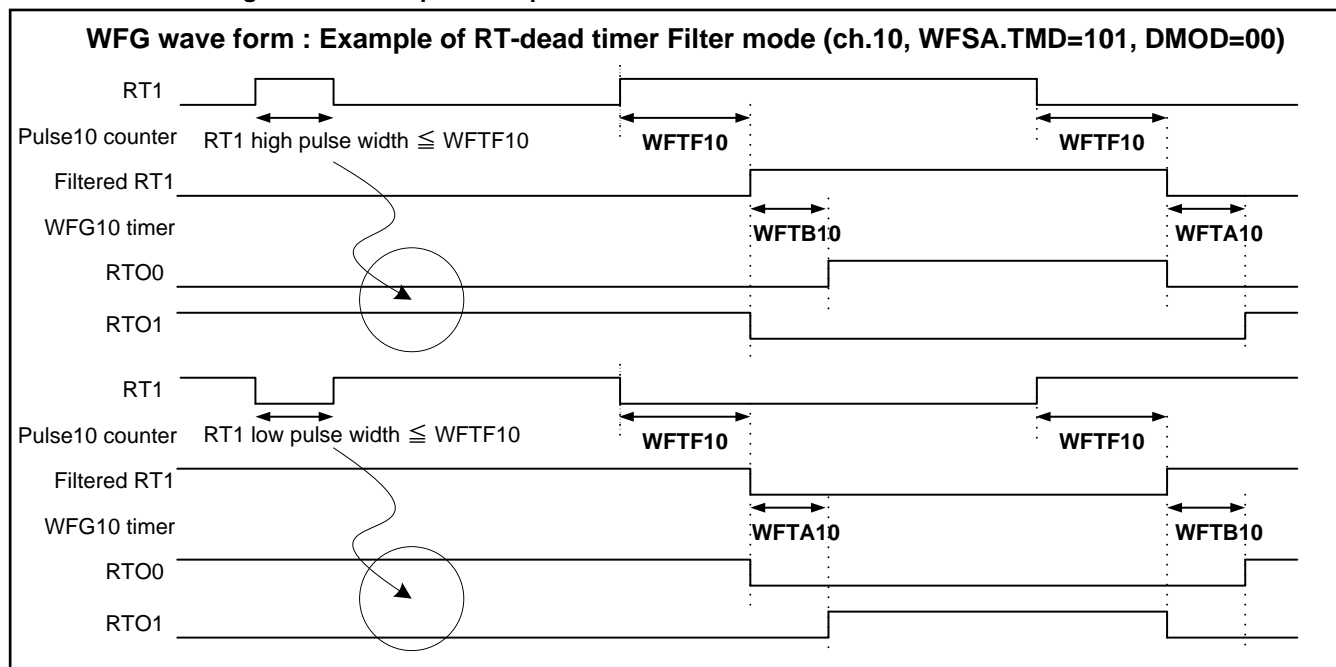 WFG wave form : Example of RT-dead timer Filter mode (ch.10, WFSA.TMD=101, DMOD=00)
RT1
Pulse10 counter
RT1 high pulse width ≦ WFTF10
WFTF10
WFTF10
Filtered RT1
WFG10 timer
WFTB10
WFTA10
RTO0
RTO1
RT1
Pulse10 counter
RT1 low pulse width ≦ WFTF10
WFTF10
WFTF10
Filtered RT1
WFG10 timer
WFTA10
WFTB10
RTO0
RTO1